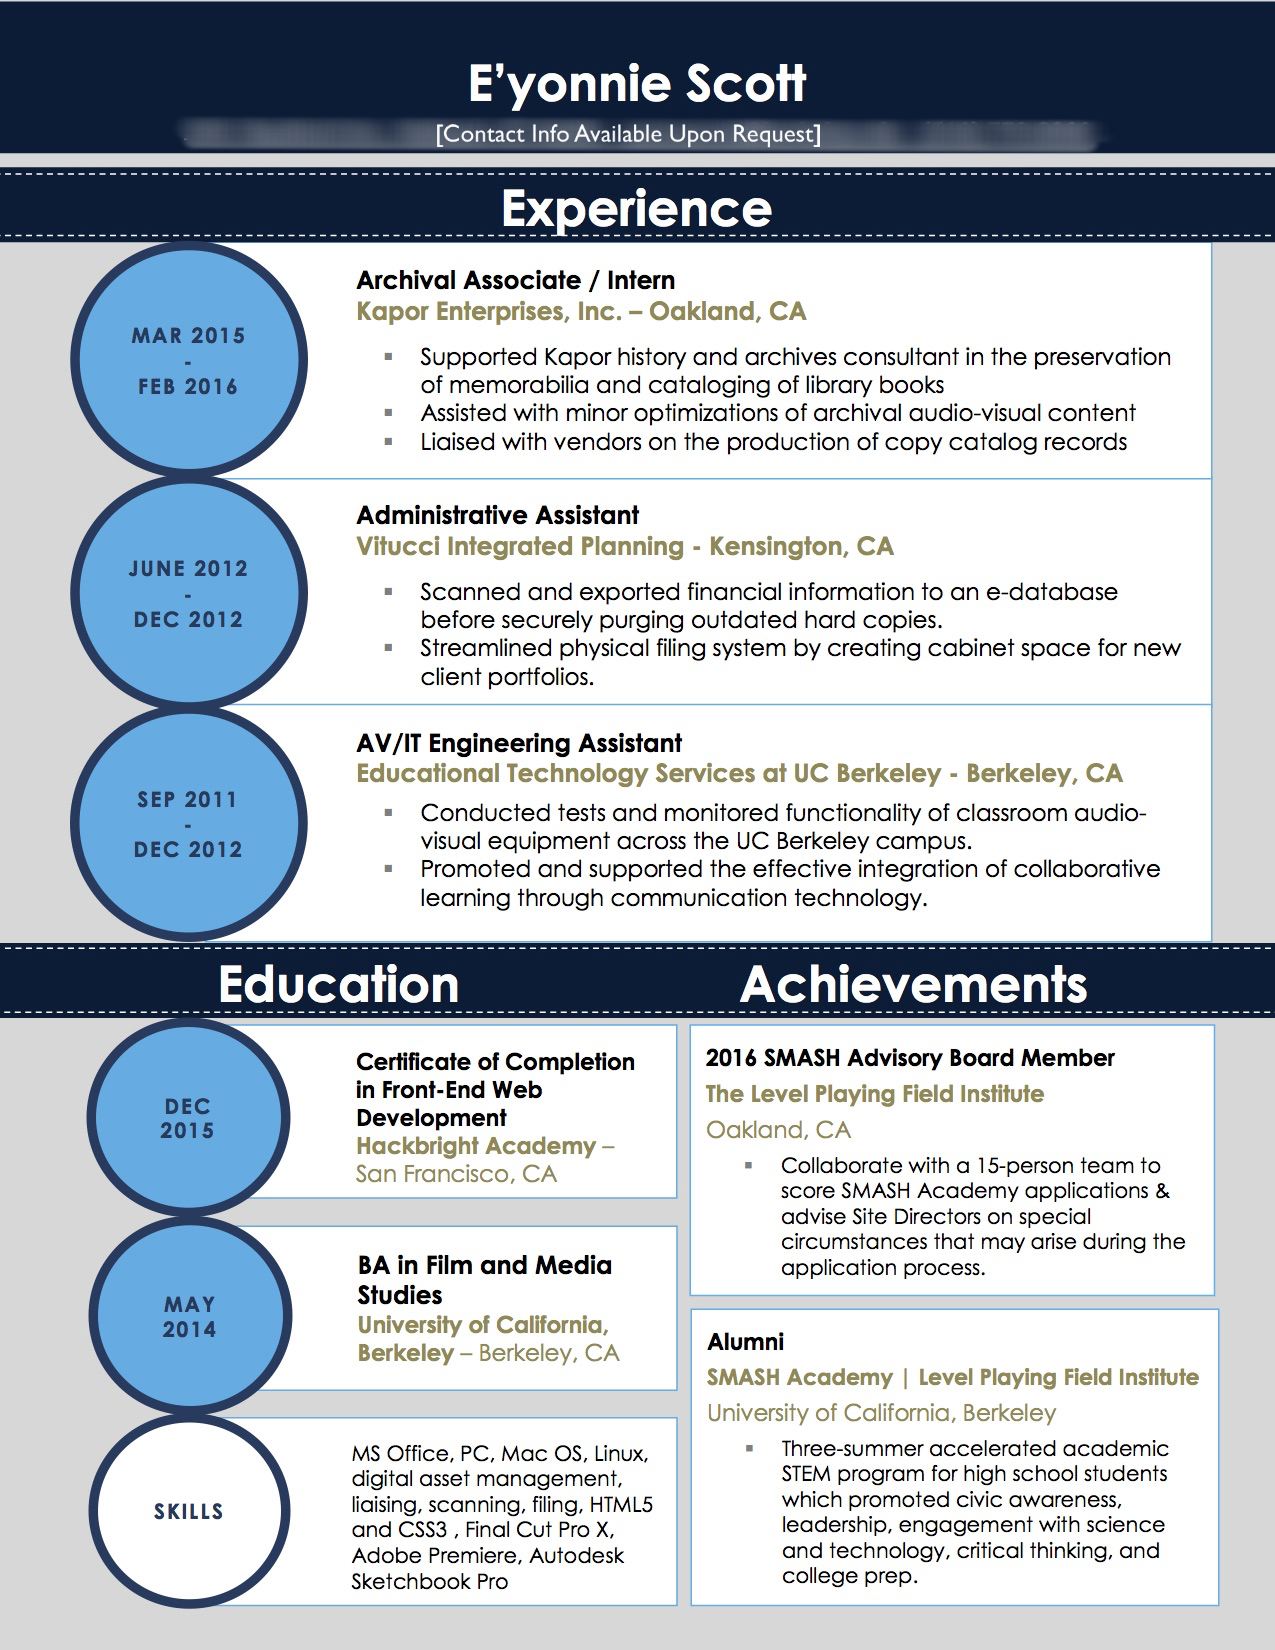 E’yonnie Scott
[Contact Info Available Upon Request]
Experience
MAR 2015
-
FEB 2016
Archival Associate / Intern
Kapor Enterprises, Inc. – Oakland, CA
▪ Supported Kapor history and archives consultant in the preservation
of memorabilia and cataloging of library books
▪ Assisted with minor optimizations of archival audio-visual content
▪ Liaised with vendors on the production of copy catalog records
JUNE 2012
-
DEC 2012
Administrative Assistant
Vitucci Integrated Planning - Kensington, CA
▪ Scanned and exported financial information to an e-database
before securely purging outdated hard copies.
▪ Streamlined physical filing system by creating cabinet space for new
client portfolios.
SEP 2011
-
DEC 2012
AV/IT Engineering Assistant
Educational Technology Services at UC Berkeley - Berkeley, CA
▪ Conducted tests and monitored functionality of classroom audio-
visual equipment across the UC Berkeley campus.
▪ Promoted and supported the effective integration of collaborative
learning through communication technology.
Education
DEC
2015
Certificate of Completion
in Front-End Web
Development
Hackbright Academy –
San Francisco, CA
MAY
2014
BA in Film and Media
Studies
University of California,
Berkeley – Berkeley, CA
SKILLS
MS Office, PC, Mac OS, Linux,
digital asset management,
liaising, scanning, filing, HTML5
and CSS3 , Final Cut Pro X,
Adobe Premiere, Autodesk
Sketchbook Pro
Achievements
2016 SMASH Advisory Board Member
The Level Playing Field Institute
Oakland, CA
▪ Collaborate with a 15-person team to
score SMASH Academy applications &
advise Site Directors on special
circumstances that may arise during the
application process.
Alumni
SMASH Academy | Level Playing Field Institute
University of California, Berkeley
▪ Three-summer accelerated academic
STEM program for high school students
which promoted civic awareness,
leadership, engagement with science
and technology, critical thinking, and
college prep.